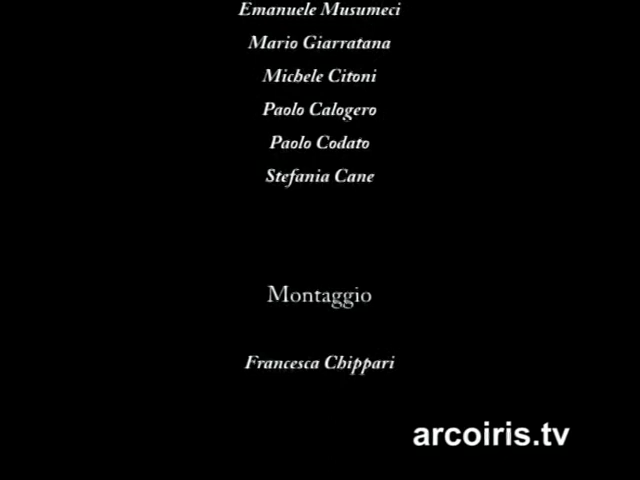 Emanuele Musumeci
Mario Giarratana
Michele Citoni
Paolo Calogero
Paolo Codato
Stefania Cane
Montaggio
Francesca Chippari
arcoiris.tv